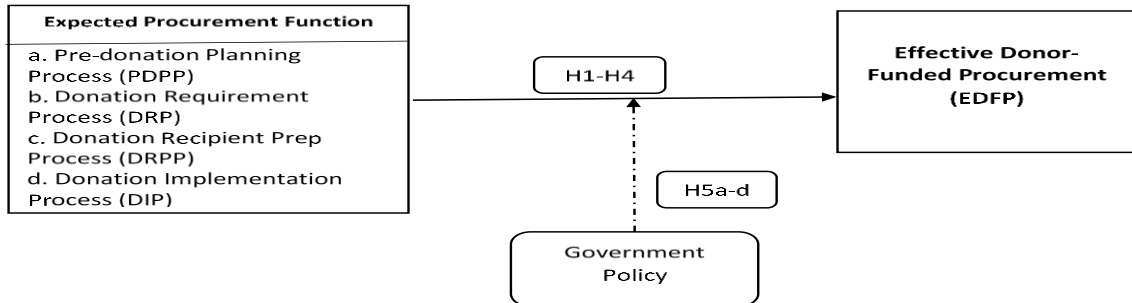 Expected Procurement Function
a. Pre-donation Planning
Process (PDPP)
b. Donation Requirement
Process (DRP)
c. Donation Recipient Prep
Process (DRPP)
d. Donation Implementation
Process (DIP)
H1-H4
H5a-d
Government
Policy
Effective Donor-
Funded Procurement
(EDFP)